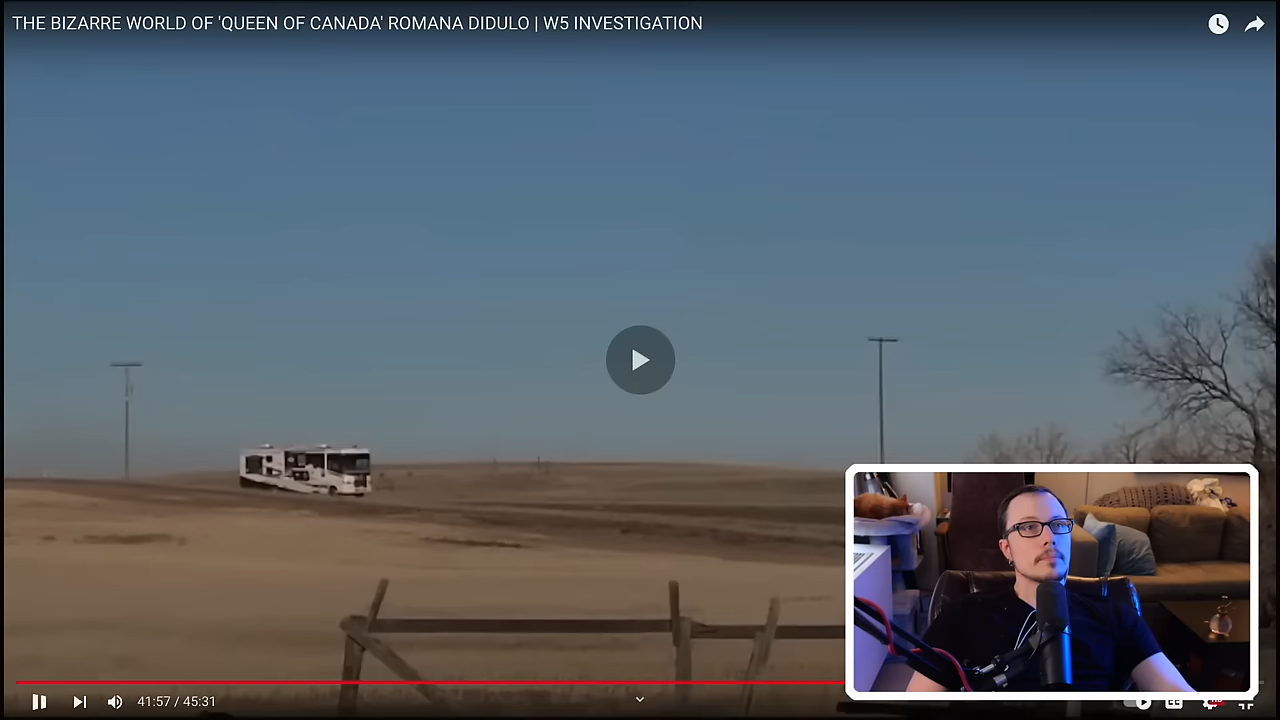 THE BIZARRE WORLD OF 'QUEEN OF CANADA' ROMANA DIDULO | W5 INVESTIGATION
41:57 / 45:31